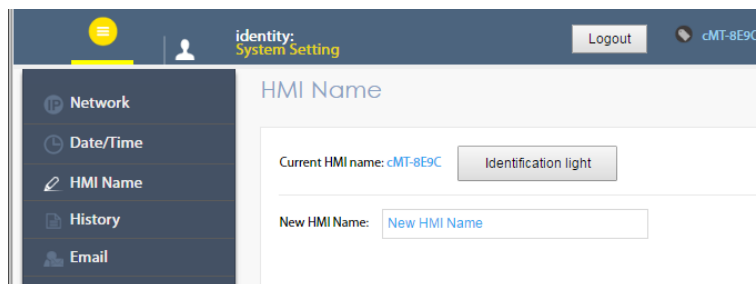 identity:
System Setting
Logout
cMT-8E9C
IP
Network
Date/Time
HMI Name
History
Email
HMI Name
Current HMI name: cMT-8E9C
Identification light
New HMI Name:
New HMI Name